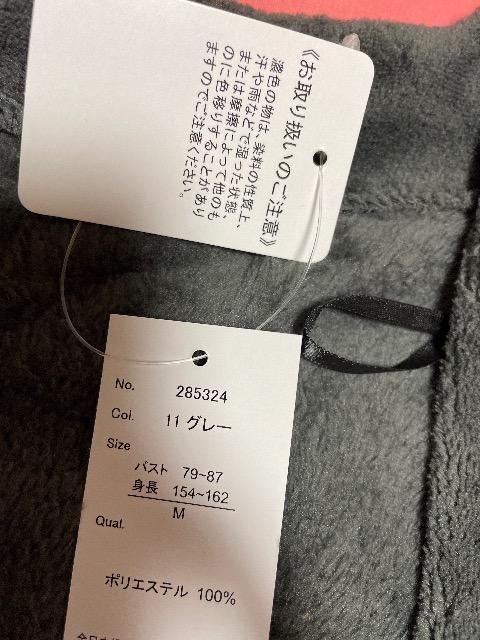 《お取り扱いのご注意》
濃色の物は、染料の性質上、
汗や雨などで湿った状態、
または摩擦によって他のも
のに色移りすることがあり
ますのでご注意ください。
No. 285324
Col. 11 グレー
Size
バスト 79~87
身長 154~162
M
Qual.
ポリエステル 100%